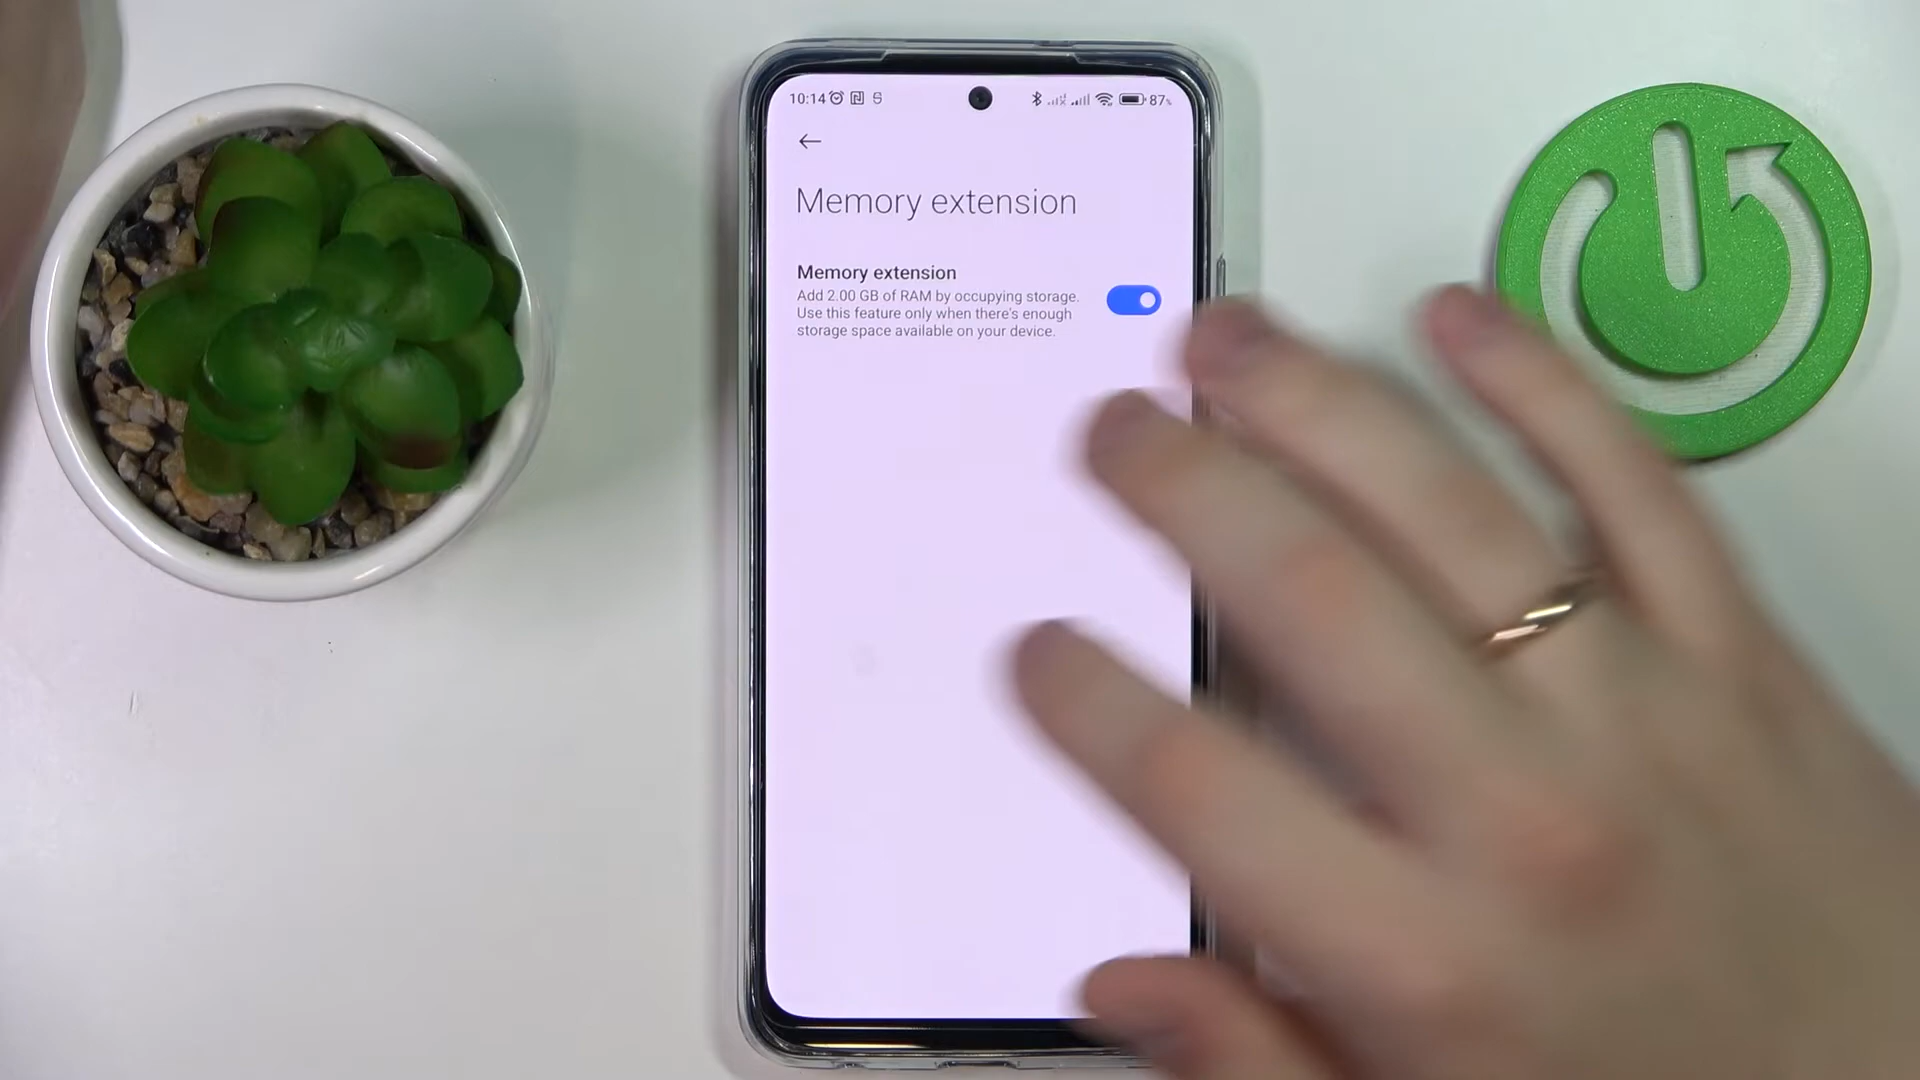 10:14 87%
Memory extension
Memory extension
Add 2.00 GB of RAM by occupying storage.
Use this feature only when there's enough
storage space available on your device.